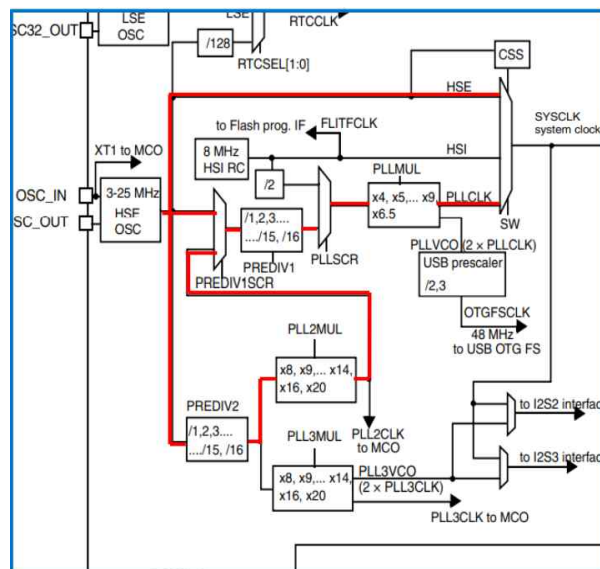 SC32_OUT
LSE
OSC
LSE
RTCCLK
/128
RTCSEL[1:0]
CSS
HSE
to Flash prog. IF
FLITFCLK
SYSCLK
system clock
XT1 to MCO
8 MHz
HSI RC
HSI
/2
PLLMUL
OSC_IN
SC_OUT
3-25 MHz
HSE
OSC
x4, x5,... x9,
x6.5
PLLCLK
SW
/1,2,3....
..../15, /16
PREDIV1
PLLSCR
PREDIV1SCR
PLLVCO (2 × PLLCLK)
USB prescaler
/2,3
OTGFSCLK
48 MHz
to USB OTG FS
PLL2MUL
x8, x9,... x14,
x16, x20
PREDIV2
/1,2,3....
..../15, /16
PLL2CLK
to MCO
to I2S2 interfac
PLL3MUL
x8, x9,... x14,
x16, x20
PLL3VCO
(2 × PLL3CLK)
to I2S3 interfac
PLL3CLK to MCO